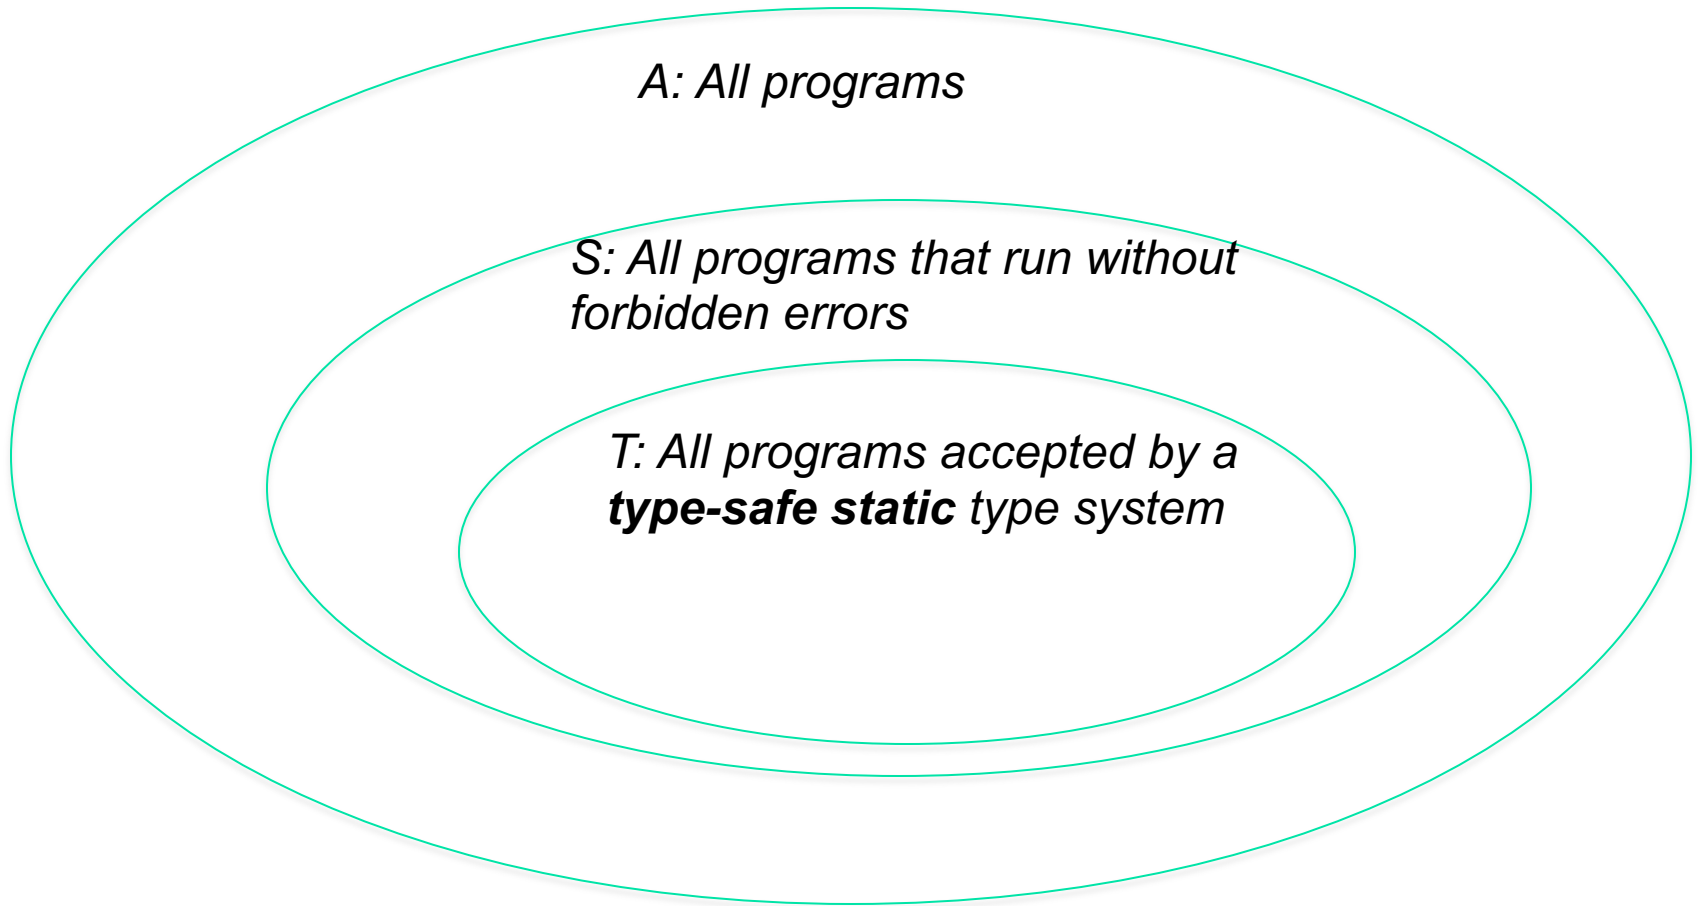 A: All programs
S: All programs that run without
forbidden errors
T: All programs accepted by a
type-safe static type system